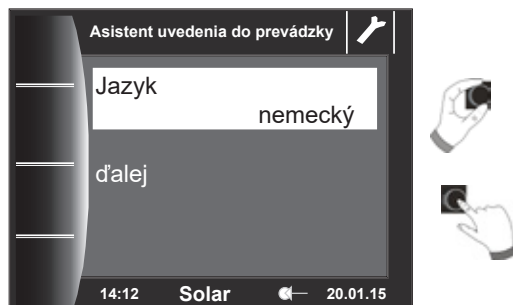 Asistent uvedenia do prevádzky
Jazyk
nemecký
ďalej
14:12 Solar 20.01.15